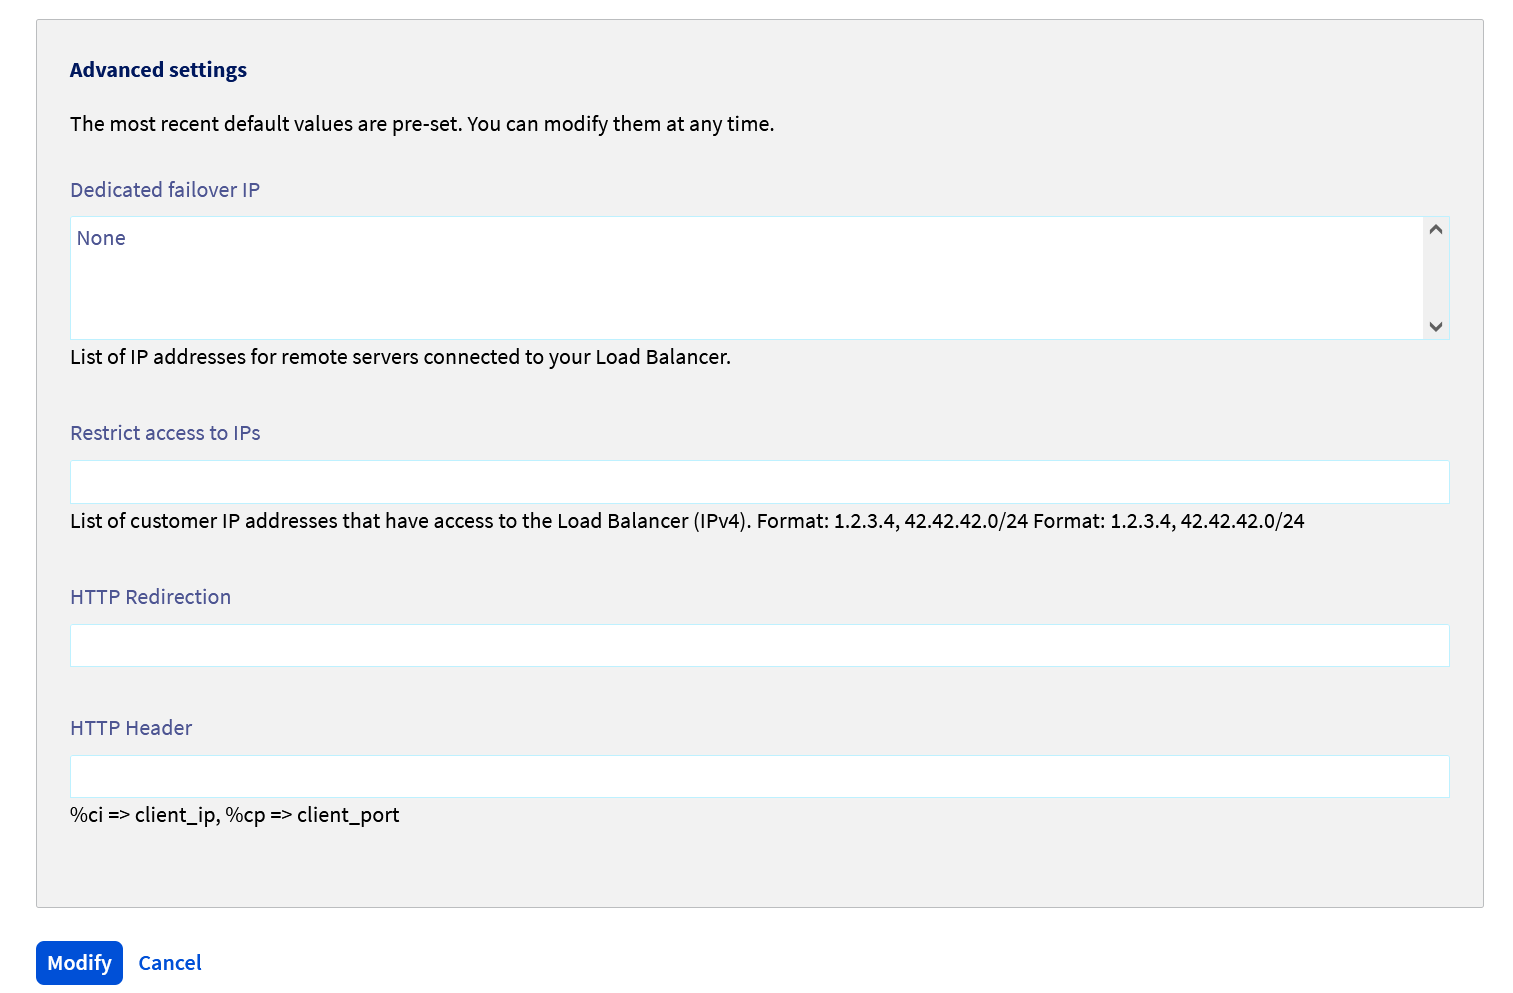 Advanced settings
The most recent default values are pre-set. You can modify them at any time.
Dedicated failover IP
None
List of IP addresses for remote servers connected to your Load Balancer.
Restrict access to IPs
List of customer IP addresses that have access to the Load Balancer (IPv4). Format: 1.2.3.4, 42.42.42.0/24 Format: 1.2.3.4, 42.42.42.0/24
HTTP Redirection
HTTP Header
%ci => client_ip, %cp => client_port
Modify Cancel